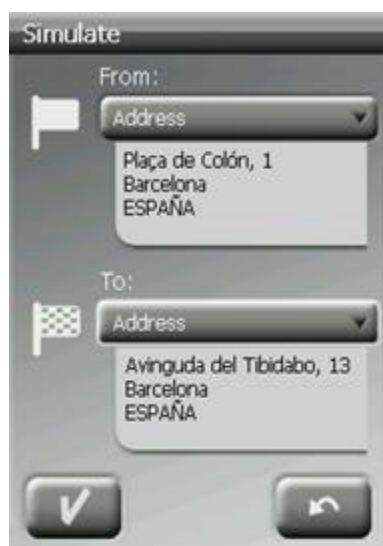 Simulate
From:
Address
Plaça de Colón, 1
Barcelona
ESPAÑA
To:
Address
Avinguda del Tibidabo, 13
Barcelona
ESPAÑA